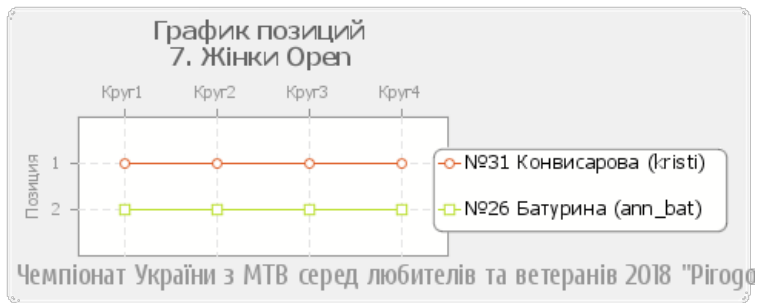 График позиций
7. Жінки Open
Круг1 Круг2 Круг3 Круг4
Позиция
1
2
№31 Конвисарова (kristi)
№26 Батурина (ann_bat)
Чемпіонат України з МТВ серед любителів та ветеранів 2018 "Pirogo